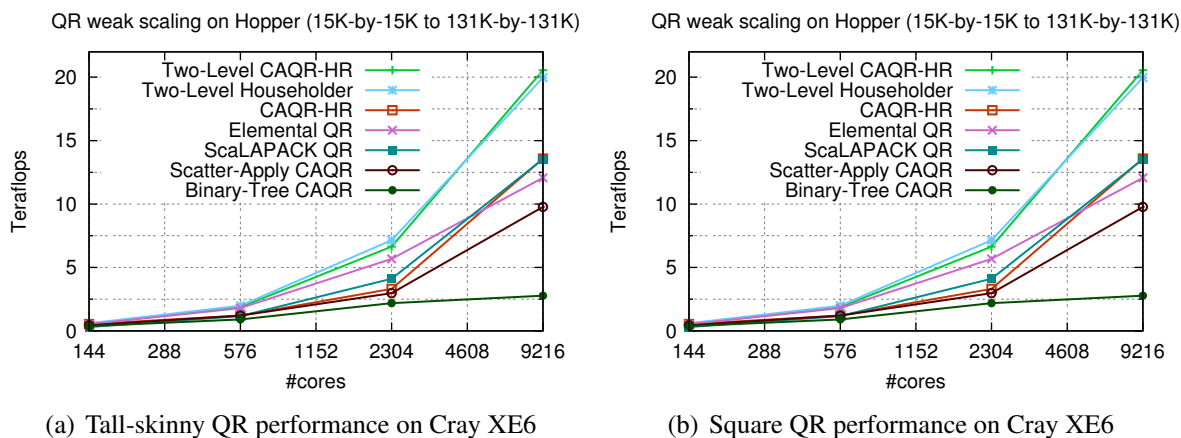 QR weak scaling on Hopper (15K-by-15K to 131K-by-131K)
20
15
10
5
0
Teraflops
Two-Level CAQR-HR
Two-Level Householder
CAQR-HR
Elemental QR
ScaLAPACK QR
Scatter-Apply CAQR
Binary-Tree CAQR
144 288 576 1152 2304 4608 9216
#cores
(a) Tall-skinny QR performance on Cray XE6
QR weak scaling on Hopper (15K-by-15K to 131K-by-131K)
20
15
10
5
0
Teraflops
Two-Level CAQR-HR
Two-Level Householder
CAQR-HR
Elemental QR
ScaLAPACK QR
Scatter-Apply CAQR
Binary-Tree CAQR
144 288 576 1152 2304 4608 9216
#cores
(b) Square QR performance on Cray XE6